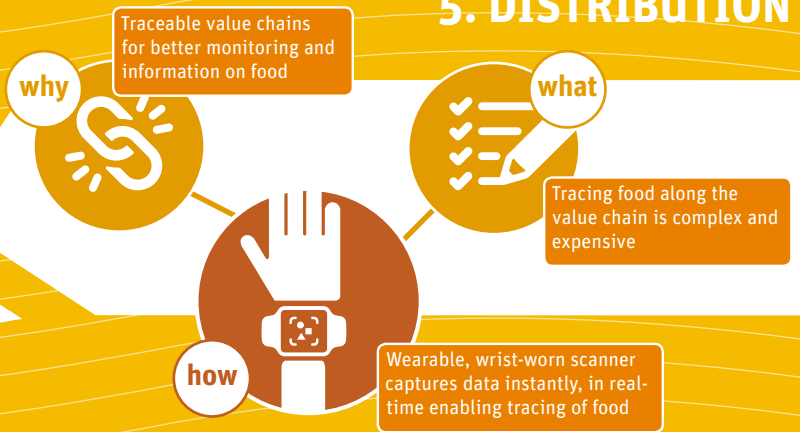 5. DISTRIBUTION
Traceable value chains
for better monitoring and
information on food
why
what
Tracing food along the
value chain is complex and
expensive
how
Wearable, wrist-worn scanner
captures data instantly, in real-
time enabling tracing of food